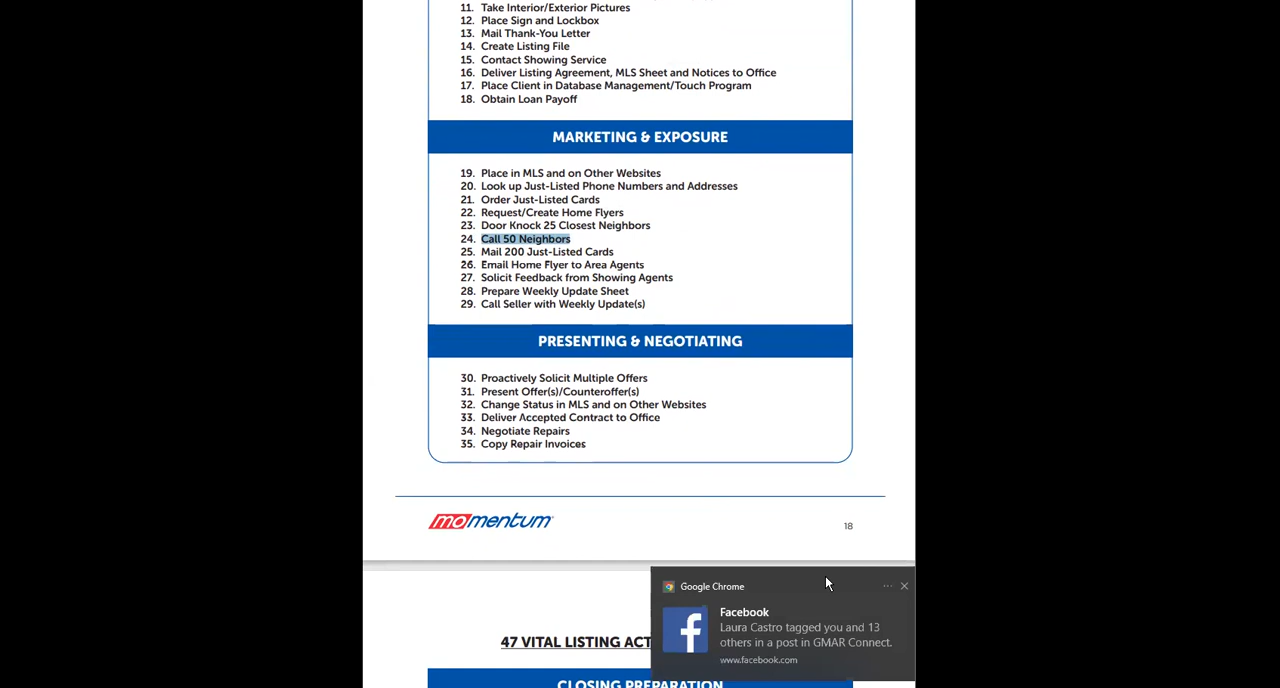 11. Take Interior/Exterior Pictures
12. Place Sign and Lockbox
13. Mail Thank-You Letter
14. Create Listing File
15. Contact Showing Service
16. Deliver Listing Agreement, MLS Sheet and Notices to Office
17. Place Client in Database Management/Touch Program
18. Obtain Loan Payoff
MARKETING & EXPOSURE
19. Place in MLS and on Other Websites
20. Look up Just-Listed Phone Numbers and Addresses
21. Order Just-Listed Cards
22. Request/Create Home Flyers
23. Door Knock 25 Closest Neighbors
24. Call 50 Neighbors
25. Mail 200 Just-Listed Cards
26. Email Home Flyer to Area Agents
27. Solicit Feedback from Showing Agents
28. Prepare Weekly Update Sheet
29. Call Seller with Weekly Update(s)
PRESENTING & NEGOTIATING
30. Proactively Solicit Multiple Offers
31. Present Offer(s)/Counteroffer(s)
32. Change Status in MLS and on Other Websites
33. Deliver Accepted Contract to Office
34. Negotiate Repairs
35. Copy Repair Invoices
momentum
18
Google Chrome
Facebook
Laura Castro tagged you and 13
others in a post in GMAR Connect.
www.facebook.com
47 VITAL LISTING ACT
CLOSING PREPARATION